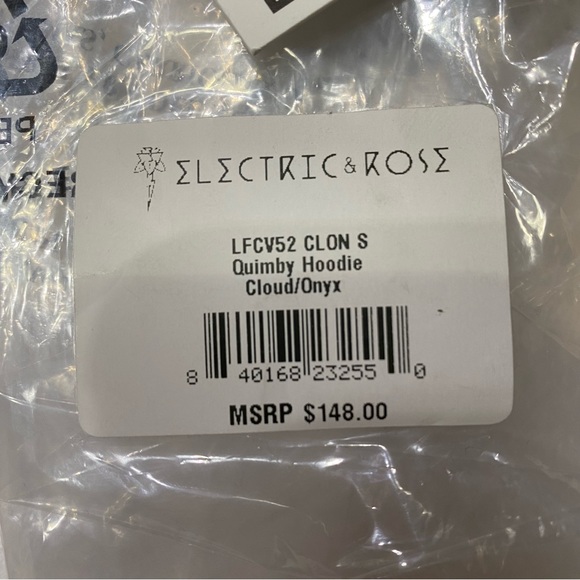 ELECTRIC & ROSE
LFCV52 CLON S
Quimby Hoodie
Cloud/Onyx
8 40168 23255 0
MSRP $148.00